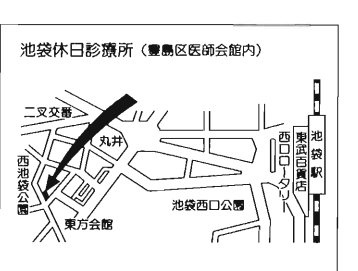 池袋休日診療所（豊島区医師会館内）
二又交番
丸井
西池袋公園
東方会館
池袋西口公園
西口ロータリー
東武百貨店
池袋駅